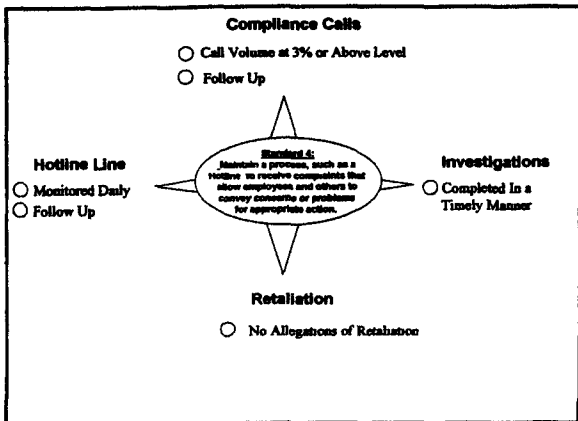 Compliance Calls
Call Volume at 3% or Above Level
Follow Up
Hotline Line
Monitored Daily
Follow Up
Standard 4:
Maintain a process, such as a
Hotline to receive complaints that
allow employees and others to
convey concerns or problems
for appropriate action.
Investigations
Completed In a
Timely Manner
Retaliation
No Allegations of Retaliation